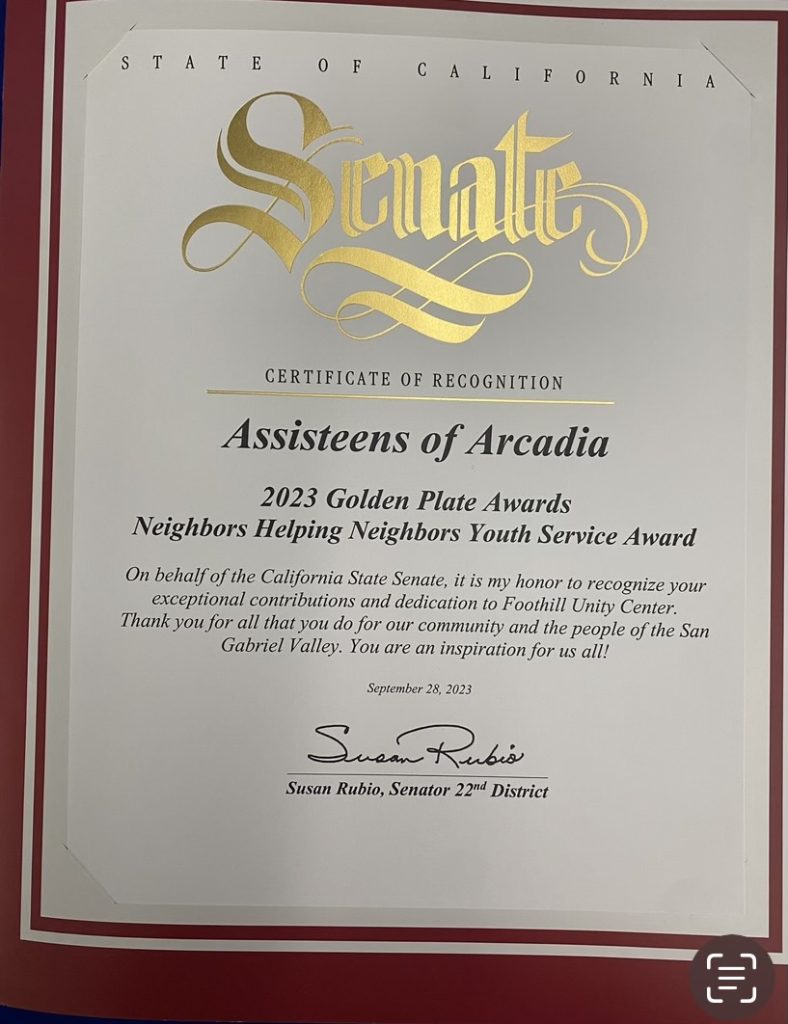 STATE OF CALIFORNIA
Senate
CERTIFICATE OF RECOGNITION
Assisteens of Arcadia
2023 Golden Plate Awards
Neighbors Helping Neighbors Youth Service Award
On behalf of the California State Senate, it is my honor to recognize your
exceptional contributions and dedication to Foothill Unity Center.
Thank you for all that you do for our community and the people of the San
Gabriel Valley. You are an inspiration for us all!
September 28, 2023
Susan Rubio
Susan Rubio, Senator 22nd District